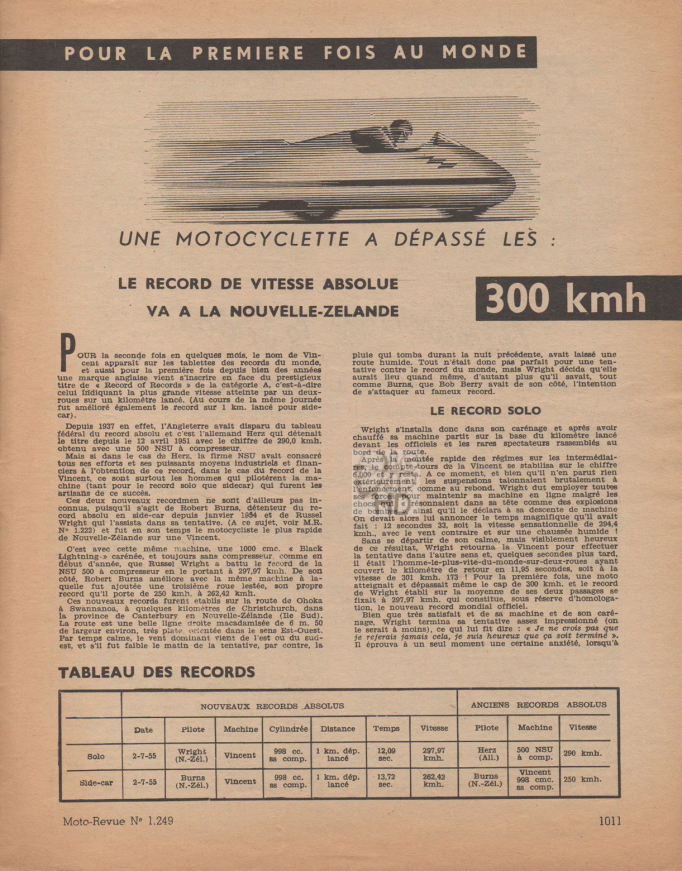 POUR LA PREMIERE FOIS AU MONDE
UNE MOTOCYCLETTE A DÉPASSÉ LES :
LE RECORD DE VITESSE ABSOLUE
VA A LA NOUVELLE-ZELANDE
300 kmh
POUR la seconde fois en quelques mois, le nom de Vin-
cent apparaît sur les tablettes des records du monde,
et aussi pour la première fois depuis bien des années
une marque anglaise vient s'inscrire en face du prestigieux
titre de « Record of Records » de la catégorie A, c'est-à-dire
celui indiquant la plus grande vitesse atteinte par un deux-
roues sur un kilomètre lancé. (Au cours de la même journée
fut amélioré également le record sur 1 km. lancé pour side-
car).
Depuis 1937 en effet, l'Angleterre avait disparu du tableau
fédéral du record absolu et c'est l'allemand Herz qui détenait
le titre depuis le 12 avril 1951 avec le chiffre de 290,0 kmh.
obtenu avec une 500 NSU à compresseur.
Mais si dans le cas de Herz, la firme NSU avait consacré
tous ses efforts et ses puissants moyens industriels et finan-
ciers à l'obtention de ce record, dans le cas du record de la
Vincent, ce sont surtout les hommes qui pilotèrent la ma-
chine (tant pour le record solo que sidecar) qui furent les
artisans de ce succès.
Ces deux nouveaux recordmen ne sont d'ailleurs pas in-
connus, puisqu'il s'agit de Robert Burns, détenteur du re-
cord absolu en side-car depuis janvier 1954 et de Russel
Wright qui l'assista dans sa tentative. (A ce sujet, voir M.R.
N° 1.222) et fut en son temps le motocycliste le plus rapide
de Nouvelle-Zélande sur une Vincent.
C'est avec cette même machine, une 1000 cmc. « Black
Lightning » carénée, et toujours sans compresseur, comme en
début d'année, que Russel Wright a battu le record de la
NSU 500 à compresseur en le portant à 297,97 kmh. De son
côté, Robert Burns améliore avec la même machine à la-
quelle fut ajoutée une troisième roue lestée, son propre
record qu'il porte de 250 kmh. à 262,42 kmh.
Ces nouveaux records furent établis sur la route de Ohoka
à Swannanoa, à quelques kilomètres de Christchurch, dans
la province de Canterbury en Nouvelle-Zélande (Ile Sud).
La route est une belle ligne droite macadamisée de 6 m. 50
de largeur environ, très plate, orientée dans le sens Est-Ouest.
Par temps calme, le vent dominant vient de l'est ou du sud-
est, et s'il fut faible le matin de la tentative, par contre, la
pluie qui tomba durant la nuit précédente, avait laissé une
route humide. Tout n'était donc pas parfait pour une ten-
tative contre le record du monde, mais Wright décida qu'elle
aurait lieu quand même, d'autant plus qu'il savait, tout
comme Burns, que Bob Berry avait de son côté, l'intention
de s'attaquer au fameux record.
LE RECORD SOLO
Wright s'installa donc dans son carénage et après avoir
chauffé sa machine partit sur la base du kilomètre lancé
devant les officiels et les rares spectateurs rassemblés au
bord de la route.
Après la montée rapide des régimes sur les intermédiai-
tours de la Vincent se stabilisa sur le chiffre
6.000 A ce moment, et bien qu'il n'en parut rien
les suspensions talonnaient brutalement à
l'enfoncement, comme au rebond. Wright dut employer toutes
maintenir sa machine en ligne malgré les
résonnaient dans sa tête comme des explosions
ainsi qu'il le déclara à sa descente de machine
On devait alors lui annoncer le temps magnifique qu'il avait
fait : 12 secondes 33, soit la vitesse sensationnelle de 294,4
kmh., avec le vent contraire et sur une chaussée humide !
Sans se départir de son calme, mais visiblement heureux
de ce résultat, Wright retourna la Vincent pour effectuer
la tentative dans l'autre sens, et, quelques secondes plus tard,
il était l'homme-le-plus-vite-du-monde-sur-deux-roues ayant
couvert le kilomètre de retour en 11,95 secondes, soit à la
vitesse de 301 kmh. 173 ! Pour la première fois, une moto
atteignait et dépassait même le cap de 300 kmh. et le record
de Wright établi sur la moyenne de ses deux passages se
fixait à 297,97 kmh. qui constitue, sous réserve d'homologa-
tion, le nouveau record mondial officiel.
Bien que très satisfait et de sa machine et de son caré-
nage, Wright termina sa tentative assez impressionné (on
le serait à moins), ce qui lui fit dire : « Je ne crois pas que
je referais jamais cela, je suis heureux que ça soit terminé ».
Il éprouva à un seul moment une certaine anxiété, lorsqu'à
TABLEAU DES RECORDS
NOUVEAUX RECORDS ABSOLUS ANCIENS RECORDS ABSOLUS
Date Pilote Machine Cylindrée Distance Temps Vitesse Pilote Machine Vitesse
Solo 2-7-55 Wright (N.-Zél.) Vincent 998 cc. ss comp. 1 km. dép. lancé 12,09 sec. 297,97 kmh. Herz (All.) 500 NSU à comp. 290 kmh.
Side-car 2-7-55 Burns (N.-Zél.) Vincent 998 cc. ss comp. 1 km. dép. lancé 13,72 sec. 262,43 kmh. Burns (N.-Zél.) Vincent 998 cmc. ss comp. 250 kmh.
Moto-Revue N° 1.249
1011